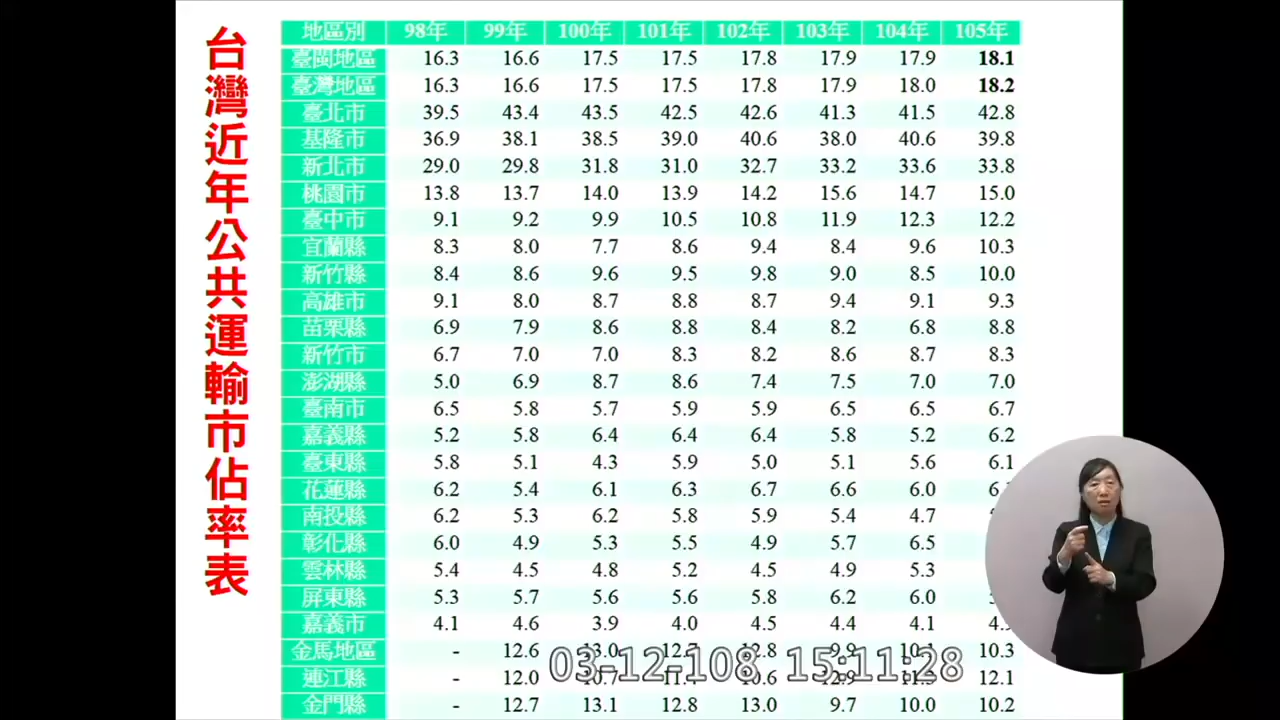 台灣近年公共運輸市佔率表
地區別 98年 99年 100年 101年 102年 103年 104年 105年
臺閩地區 16.3 16.6 17.5 17.5 17.8 17.9 17.9 18.1
臺灣地區 16.3 16.6 17.5 17.5 17.8 17.9 18.0 18.2
臺北市 39.5 43.4 43.5 42.5 42.6 41.3 41.5 42.8
基隆市 36.9 38.1 38.5 39.0 40.6 38.0 40.6 39.8
新北市 29.0 29.8 31.8 31.0 32.7 33.2 33.6 33.8
桃園市 13.8 13.7 14.0 13.9 14.2 15.6 14.7 15.0
臺中市 9.1 9.2 9.9 10.5 10.8 11.9 12.3 12.2
宜蘭縣 8.3 8.0 7.7 8.6 9.4 8.4 9.6 10.3
新竹縣 8.4 8.6 9.6 9.5 9.8 9.0 8.5 10.0
高雄市 9.1 8.0 8.7 8.8 8.7 9.4 9.1 9.3
苗栗縣 6.9 7.9 8.6 8.8 8.4 8.2 6.8 8.8
新竹市 6.7 7.0 7.0 8.3 8.2 8.6 8.7 8.3
澎湖縣 5.0 6.9 8.7 8.6 7.4 7.5 7.0 7.0
臺南市 6.5 5.8 5.7 5.9 5.9 6.5 6.5 6.7
嘉義縣 5.2 5.8 6.4 6.4 6.4 5.8 5.2 6.2
臺東縣 5.8 5.1 4.3 5.9 5.0 5.1 5.6 6.1
花蓮縣 6.2 5.4 6.1 6.3 6.7 6.6 6.0
南投縣 6.2 5.3 6.2 5.8 5.9 5.4 4.7
彰化縣 6.0 4.9 5.3 5.5 4.9 5.7 6.5
雲林縣 5.4 4.5 4.8 5.2 4.5 4.9 5.3
屏東縣 5.3 5.7 5.6 5.6 5.8 6.2 6.0
嘉義市 4.1 4.6 3.9 4.0 4.5 4.4 4.1
金馬地區 - 12.6 10.3
03-12-108 15:11:28
連江縣 - 12.0 12.1
金門縣 - 12.7 13.1 12.8 13.0 9.7 10.0 10.2